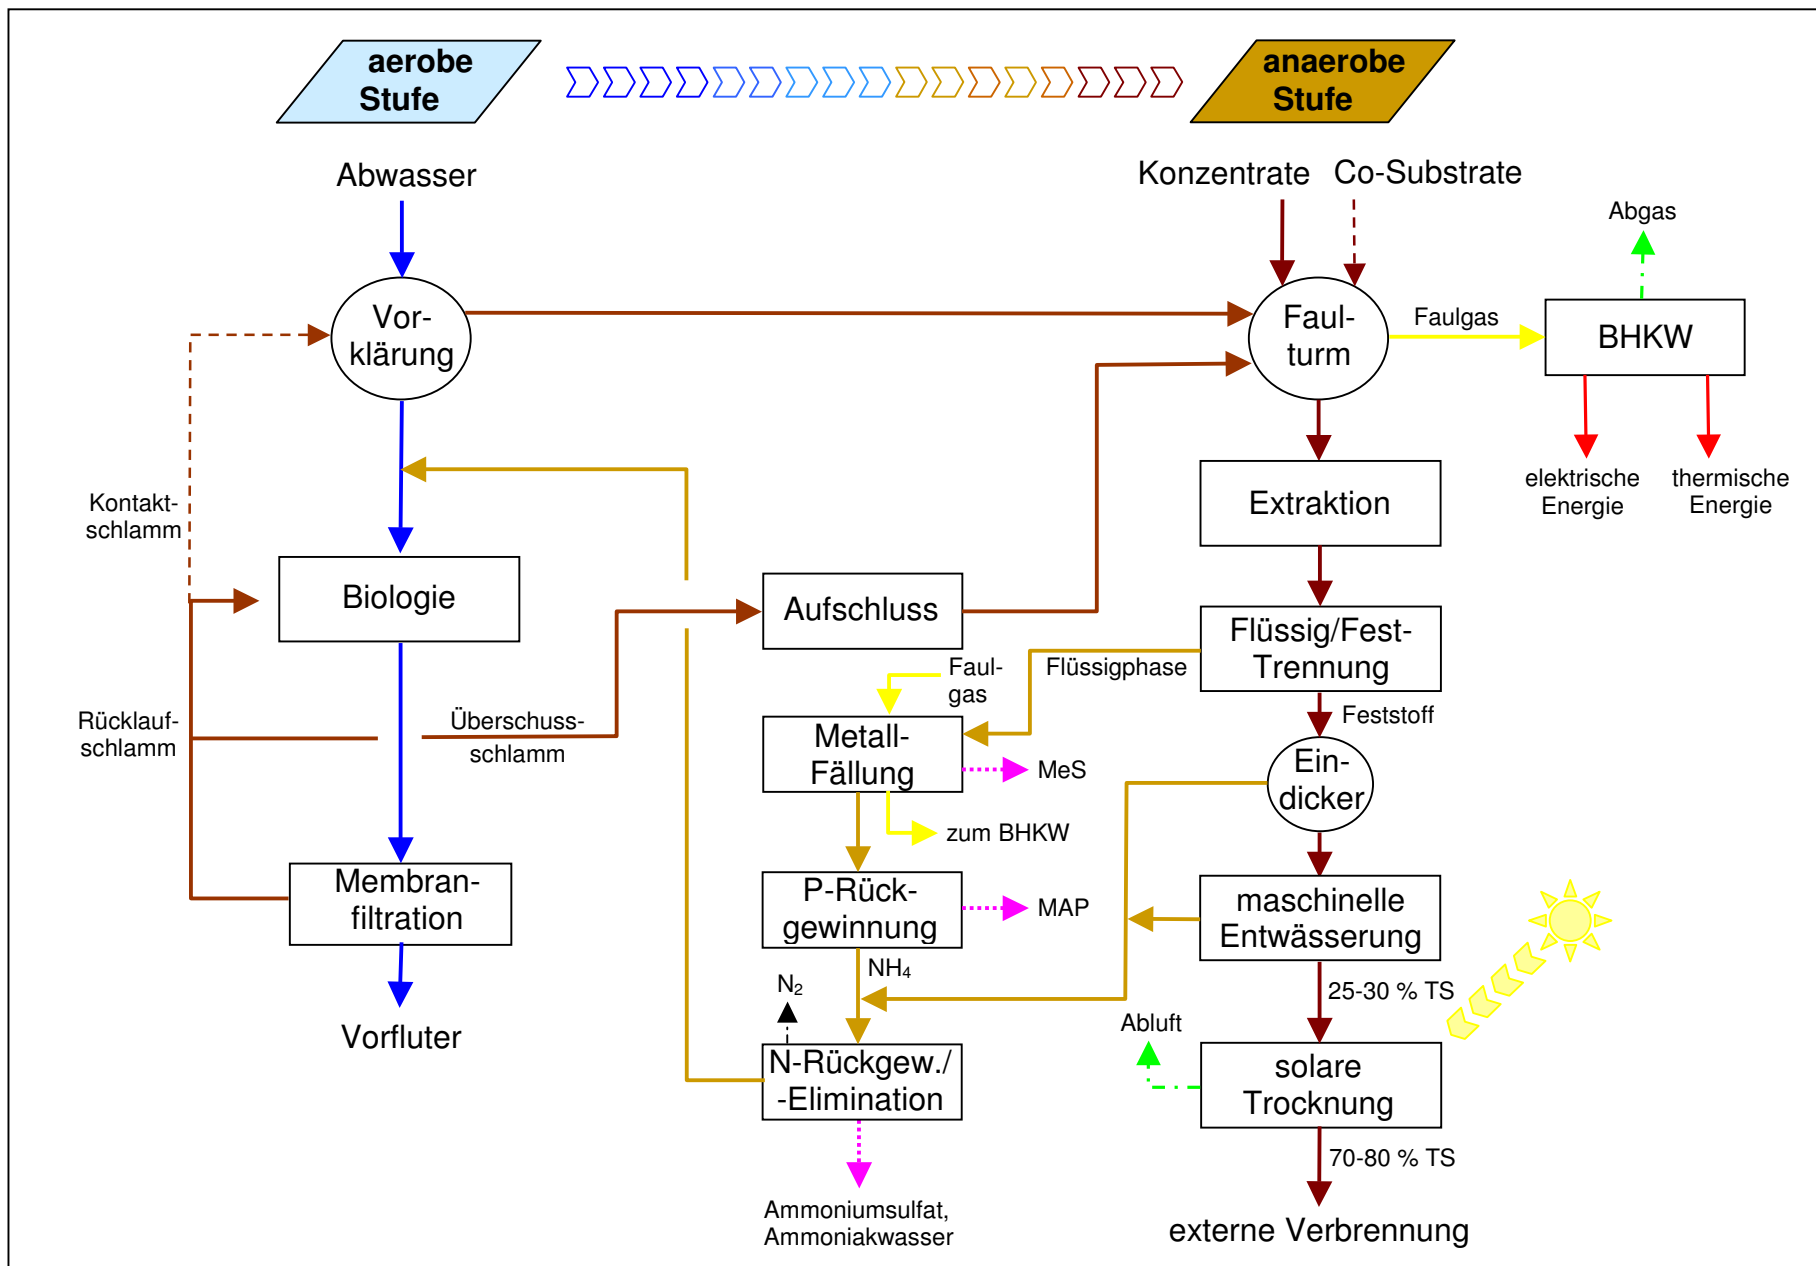 aerobe
Stufe
anaerobe
Stufe
Abwasser
Konzentrate
Co-Substrate
Abgas
Vor-
klärung
Faul-
turm
Faulgas
BHKW
elektrische
Energie
thermische
Energie
Kontakt-
schlamm
Extraktion
Biologie
Aufschluss
Flüssig/Fest-
Trennung
Flüssigphase
Faul-
gas
Feststoff
Rücklauf-
schlamm
Überschuss-
schlamm
Metall-
Fällung
MeS
Ein-
dicker
zum BHKW
Membran-
filtration
P-Rück-
gewinnung
MAP
maschinelle
Entwässerung
NH₄
N₂
25-30 % TS
Vorfluter
Abluft
N-Rückgew./
-Elimination
solare
Trocknung
70-80 % TS
Ammoniumsulfat,
Ammoniakwasser
externe Verbrennung